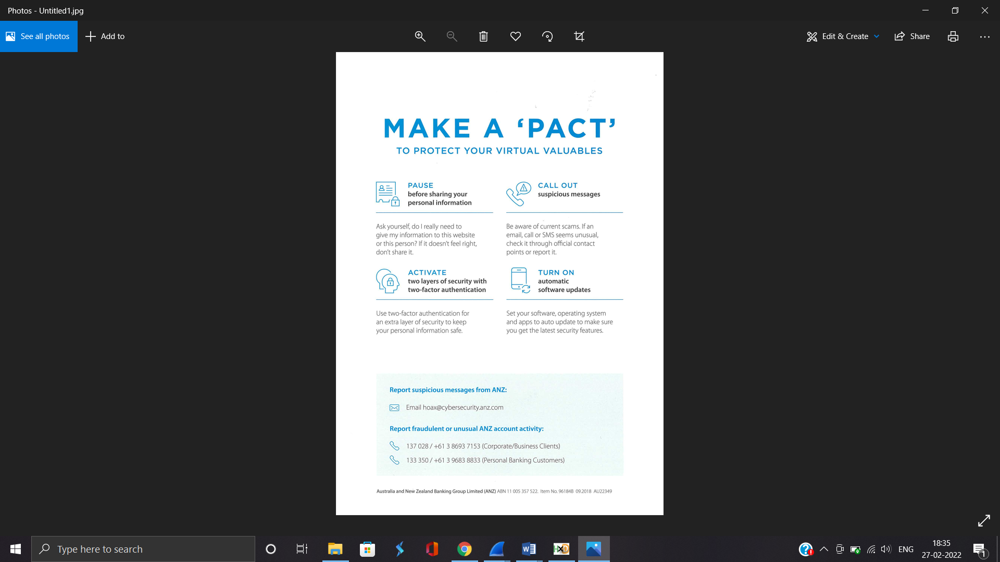 Photos - Untitled1.jpg
See all photos
Add to
Edit & Create
Share
MAKE A ‘PACT’
TO PROTECT YOUR VIRTUAL VALUABLES
PAUSE
before sharing your
personal information
Ask yourself, do I really need to
give my information to this website
or this person? If it doesn’t feel right,
don’t share it.
CALL OUT
suspicious messages
Be aware of current scams. If an
email, call or SMS seems unusual,
check it through official contact
points or report it.
ACTIVATE
two layers of security with
two-factor authentication
Use two-factor authentication for
an extra layer of security to keep
your personal information safe.
TURN ON
automatic
software updates
Set your software, operating system
and apps to auto update to make sure
you get the latest security features.
Report suspicious messages from ANZ:
Email hoax@cybersecurity.anz.com
Report fraudulent or unusual ANZ account activity:
137 028 / +61 3 8693 7153 (Corporate/Business Clients)
133 350 / +61 3 9683 8833 (Personal Banking Customers)
Australia and New Zealand Banking Group Limited (ANZ) ABN 11 005 357 522. Item No. 96184B 09.2018 AU22349
Type here to search
ENG
18:35
27-02-2022
1